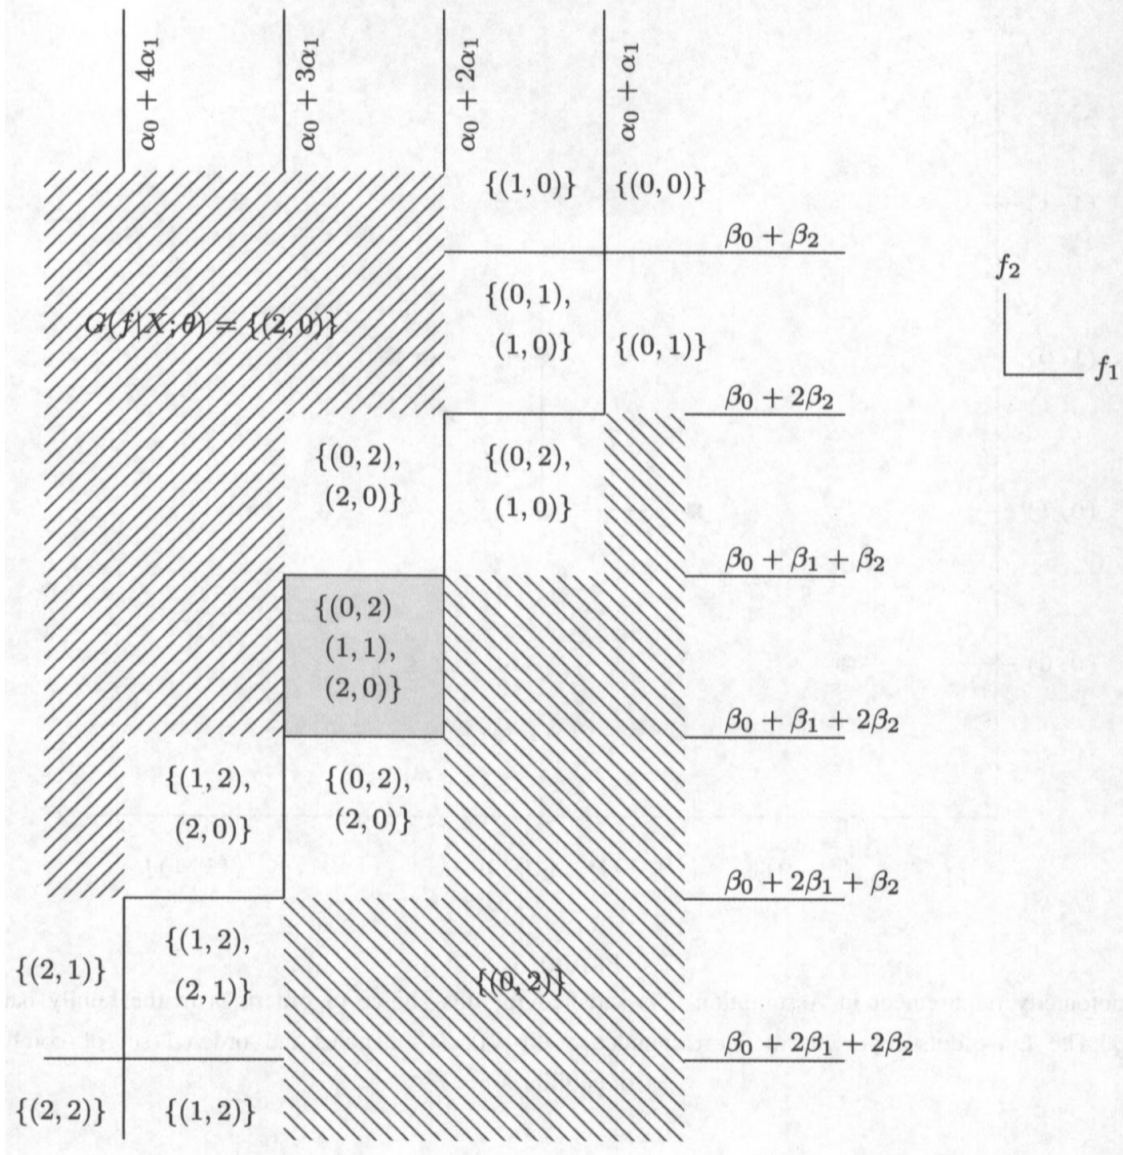 α₀ + 4α₁
α₀ + 3α₁
α₀ + 2α₁
α₀ + α₁
{(1, 0)}
{(0, 0)}
β₀ + β₂
f₂
f₁
G(f|X; θ) = {(2, 0)}
{(0, 1),
(1, 0)}
{(0, 1)}
β₀ + 2β₂
{(0, 2),
(2, 0)}
{(0, 2),
(1, 0)}
β₀ + β₁ + β₂
{(0, 2)
(1, 1),
(2, 0)}
β₀ + β₁ + 2β₂
{(1, 2),
(2, 0)}
{(0, 2),
(2, 0)}
β₀ + 2β₁ + β₂
{(2, 1)}
{(1, 2),
(2, 1)}
{(0, 2)}
β₀ + 2β₁ + 2β₂
{(2, 2)}
{(1, 2)}